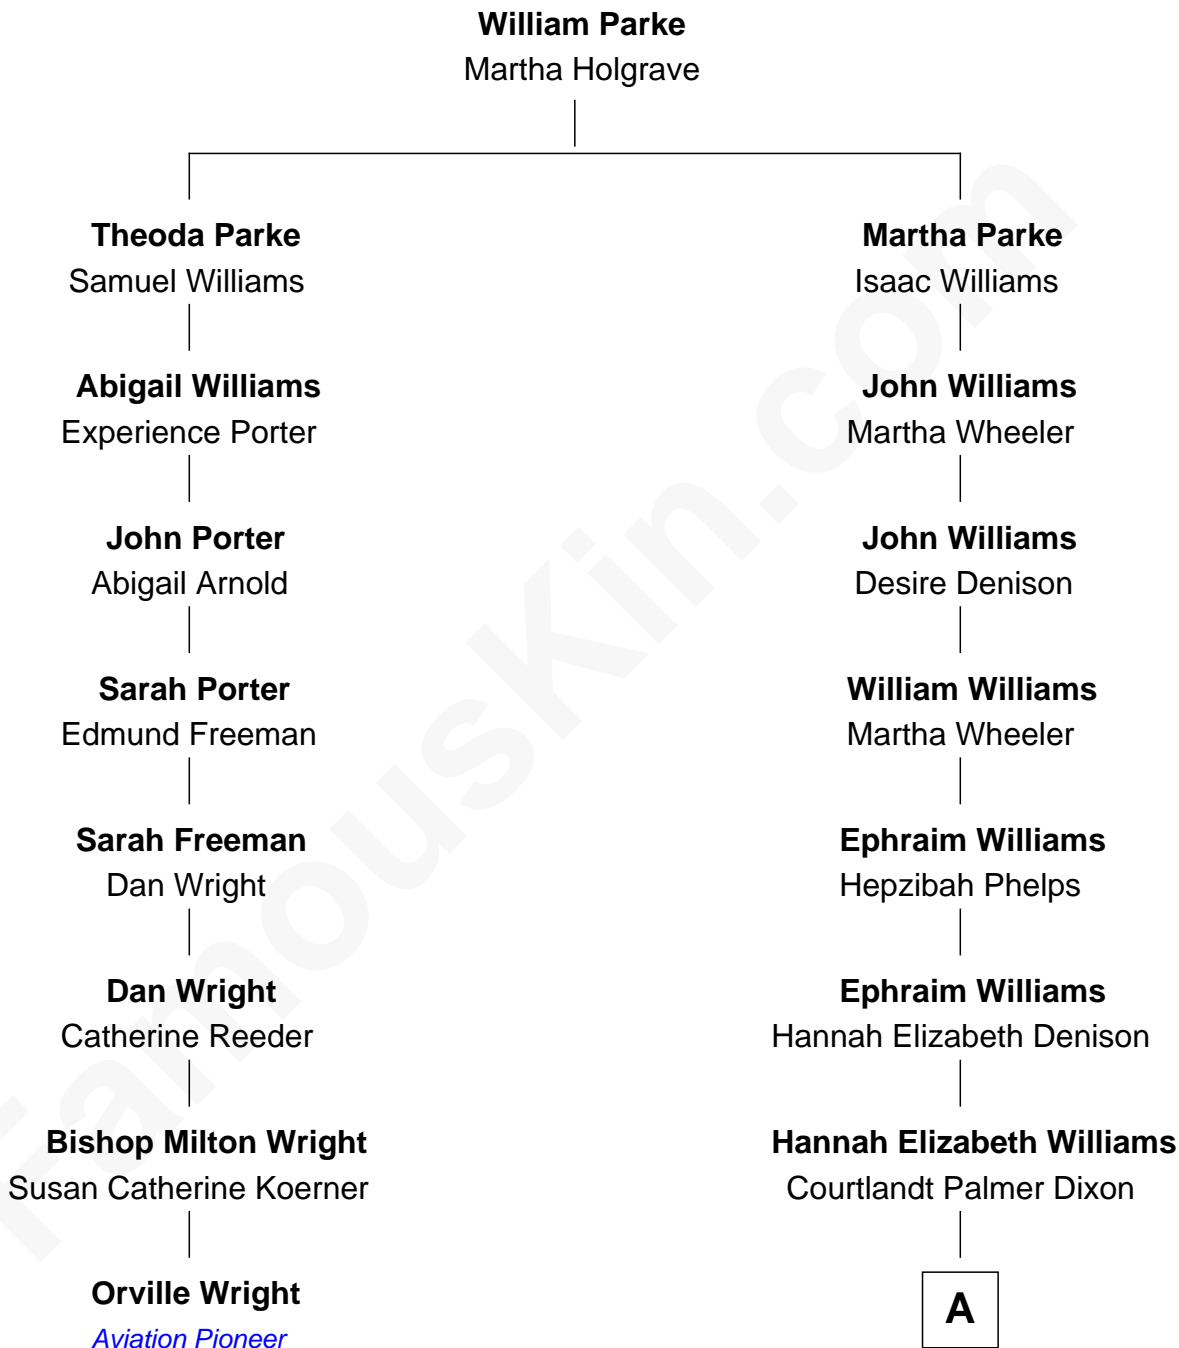 William Parke
Martha Holgrave
Theoda Parke
Samuel Williams
Martha Parke
Isaac Williams
Abigail Williams
Experience Porter
John Williams
Martha Wheeler
John Porter
Abigail Arnold
John Williams
Desire Denison
Sarah Porter
Edmund Freeman
William Williams
Martha Wheeler
Sarah Freeman
Dan Wright
Ephraim Williams
Hepzibah Phelps
Dan Wright
Catherine Reeder
Ephraim Williams
Hannah Elizabeth Denison
Bishop Milton Wright
Susan Catherine Koerner
Hannah Elizabeth Williams
Courtlandt Palmer Dixon
Orville Wright
Aviation Pioneer
A
FamousKin.com